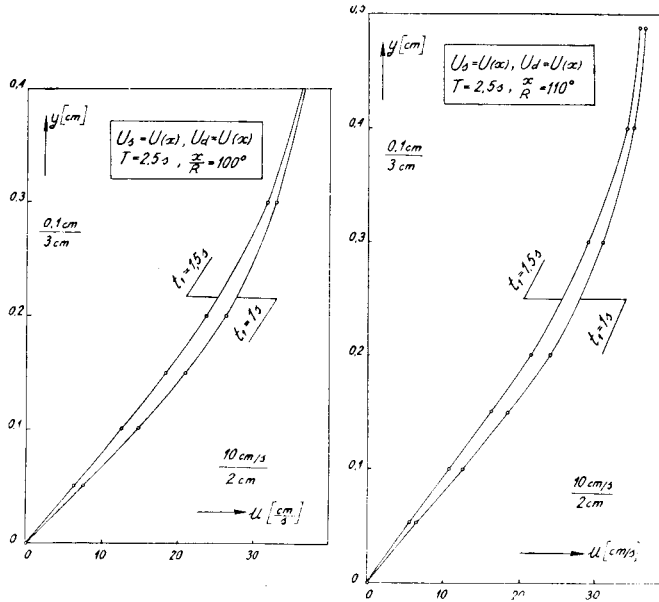 0,4
y [cm]
U_s = U(x), U_d = U(x)
T = 2,5 s , x/R = 100°
0,3
0,1 cm / 3 cm
t_1 = 1,5 s
0,2
t_1 = 1 s
0,1
10 cm/s / 2 cm
u [cm/s]
0
0
10
20
30
0,5
y [cm]
U_s = U(x), U_d = U(x)
T = 2,5 s , x/R = 110°
0,4
0,1 cm / 3 cm
0,3
t_1 = 1,5 s
t_1 = 1 s
0,2
0,1
10 cm/s / 2 cm
u [cm/s]
0
0
10
20
30